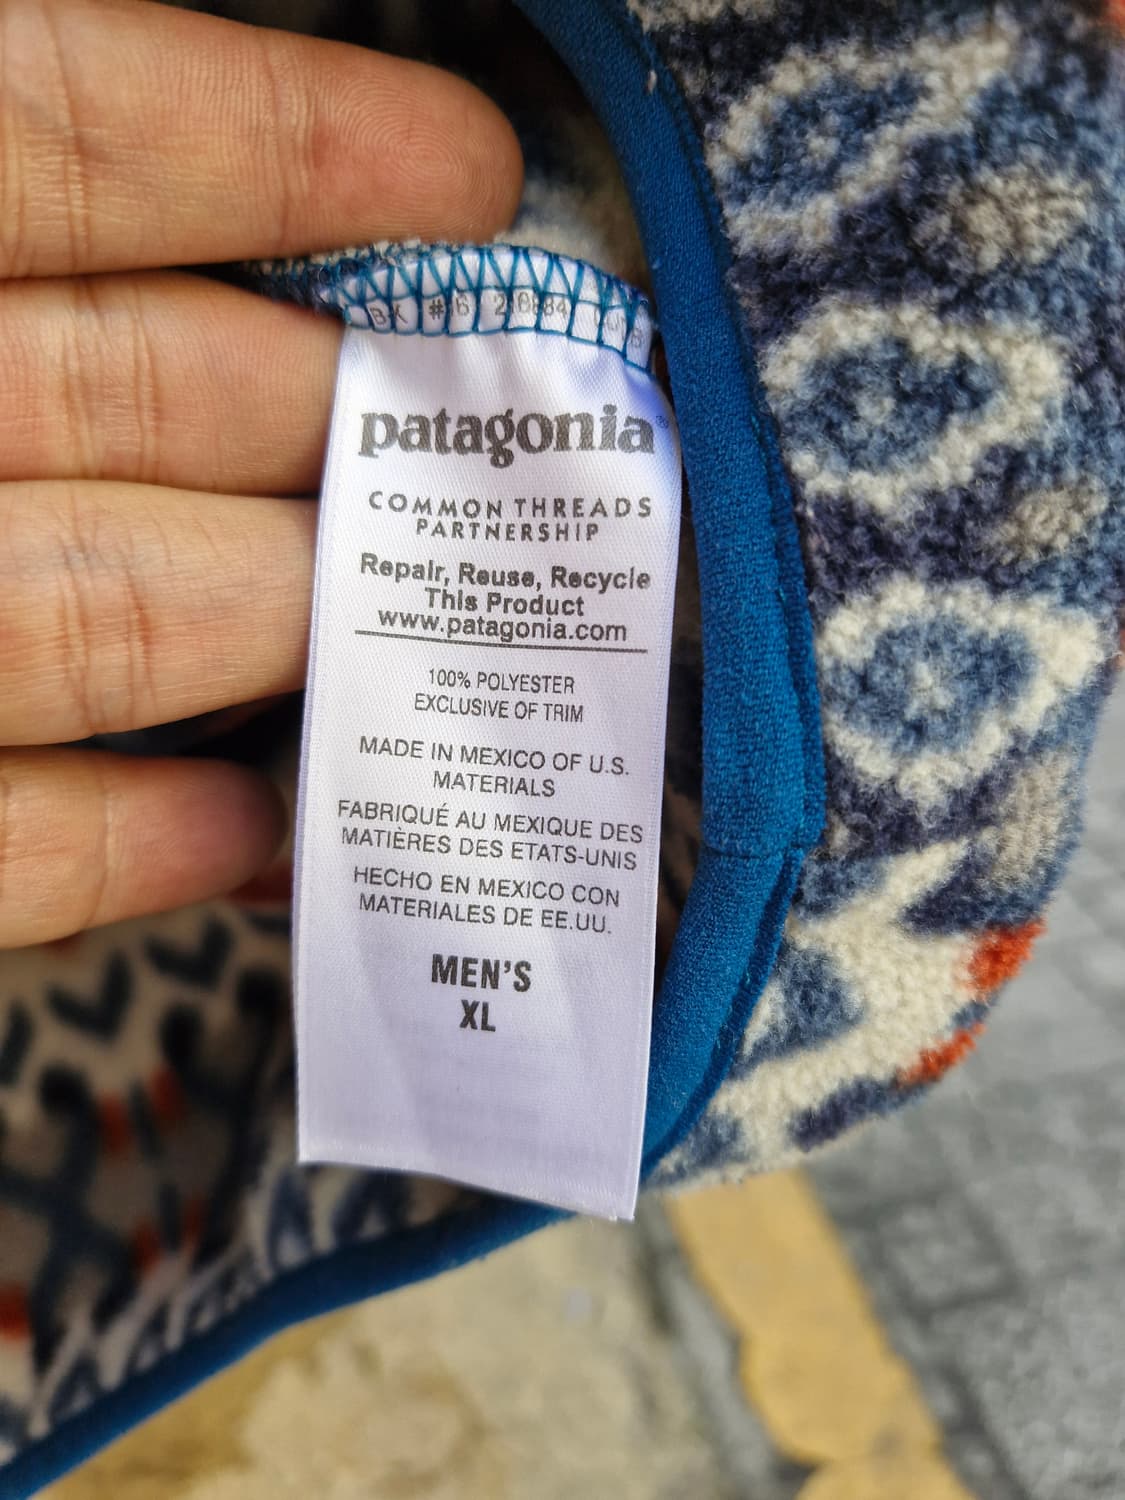 patagonia®
COMMON THREADS
PARTNERSHIP
Repair, Reuse, Recycle
This Product
www.patagonia.com
100% POLYESTER
EXCLUSIVE OF TRIM
MADE IN MEXICO OF U.S.
MATERIALS
FABRIQUÉ AU MEXIQUE DES
MATIÈRES DES ETATS-UNIS
HECHO EN MEXICO CON
MATERIALES DE EE.UU.
MEN'S
XL